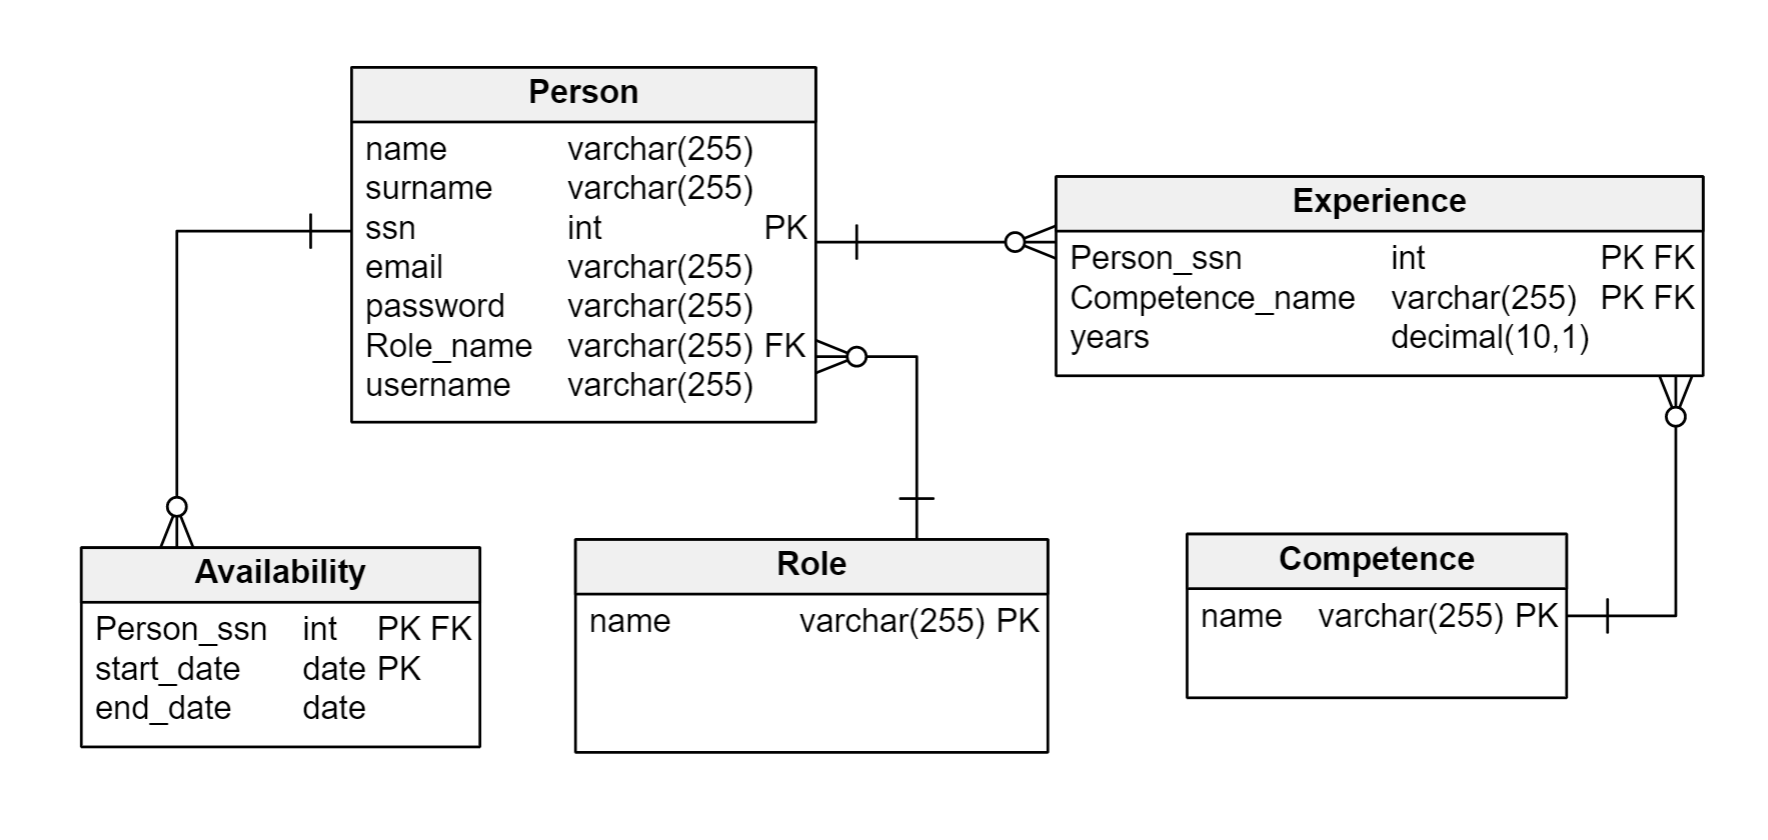 Person
name varchar(255)
surname varchar(255)
ssn int PK
email varchar(255)
password varchar(255)
Role_name varchar(255) FK
username varchar(255)
Experience
Person_ssn int PK FK
Competence_name varchar(255) PK FK
years decimal(10,1)
Availability
Person_ssn int PK FK
start_date date PK
end_date date
Role
name varchar(255) PK
Competence
name varchar(255) PK